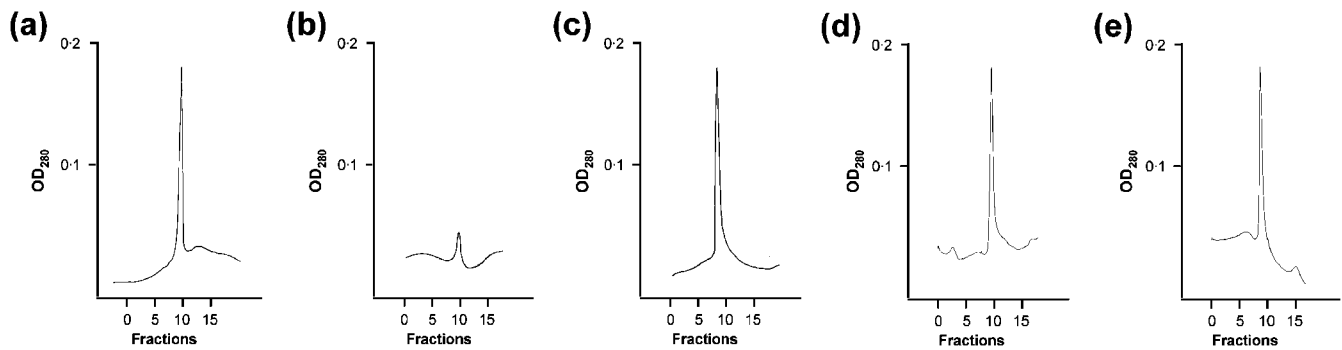 (a) (b) (c) (d) (e)
0·2 0·2 0·2 0·2 0·2
0·1 0·1 0·1 0·1 0·1
OD280 OD280 OD280 OD280 OD280
0 5 10 15 0 5 10 15 0 5 10 15 0 5 10 15 0 5 10 15
Fractions Fractions Fractions Fractions Fractions